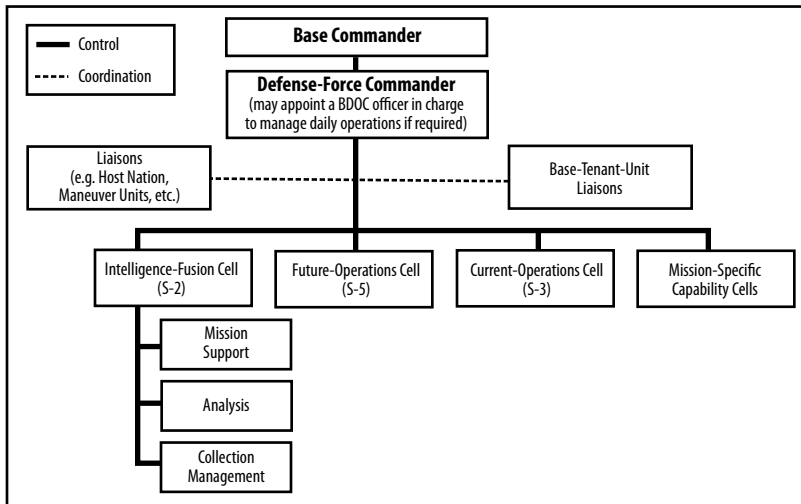 Control
Coordination
Base Commander
Defense-Force Commander
(may appoint a BDOC officer in charge
to manage daily operations if required)
Liaisons
(e.g. Host Nation,
Maneuver Units, etc.)
Base-Tenant-Unit
Liaisons
Intelligence-Fusion Cell
(S-2)
Future-Operations Cell
(S-5)
Current-Operations Cell
(S-3)
Mission-Specific
Capability Cells
Mission
Support
Analysis
Collection
Management